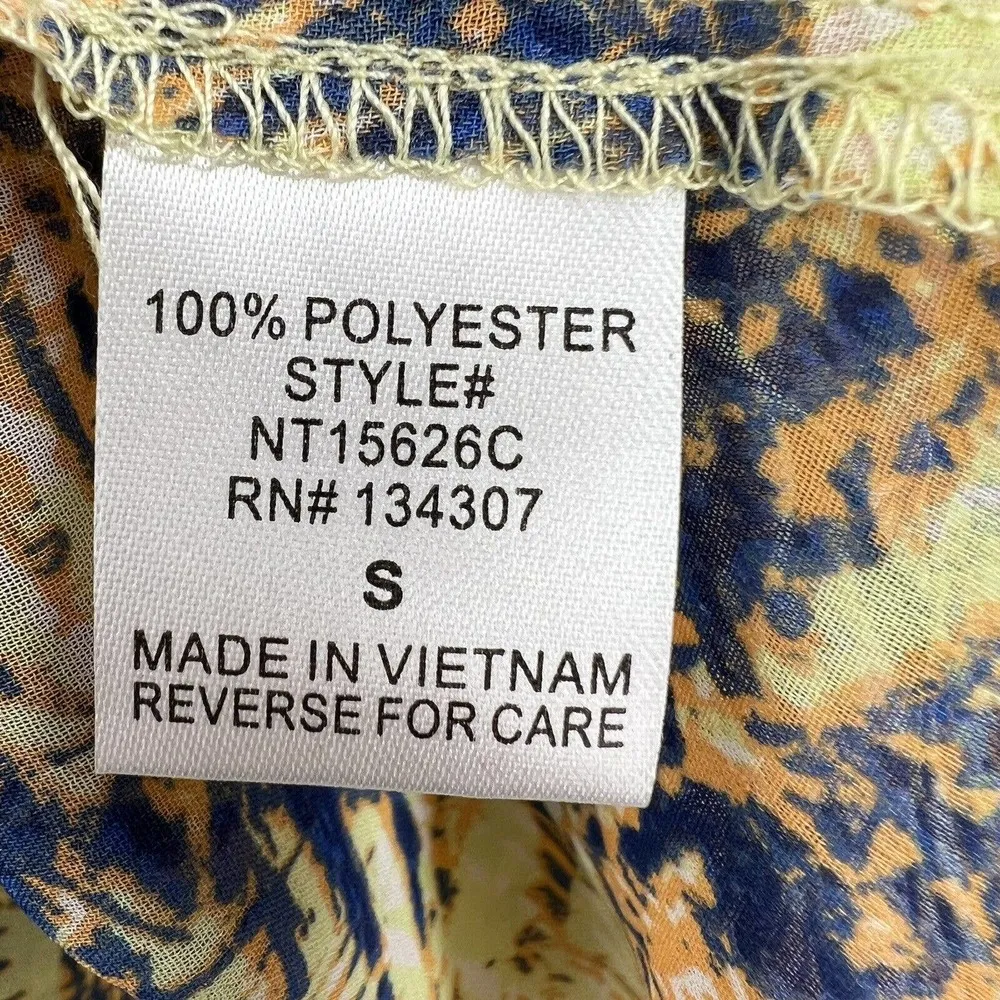 100% POLYESTER
STYLE#
NT15626C
RN# 134307
S
MADE IN VIETNAM
REVERSE FOR CARE